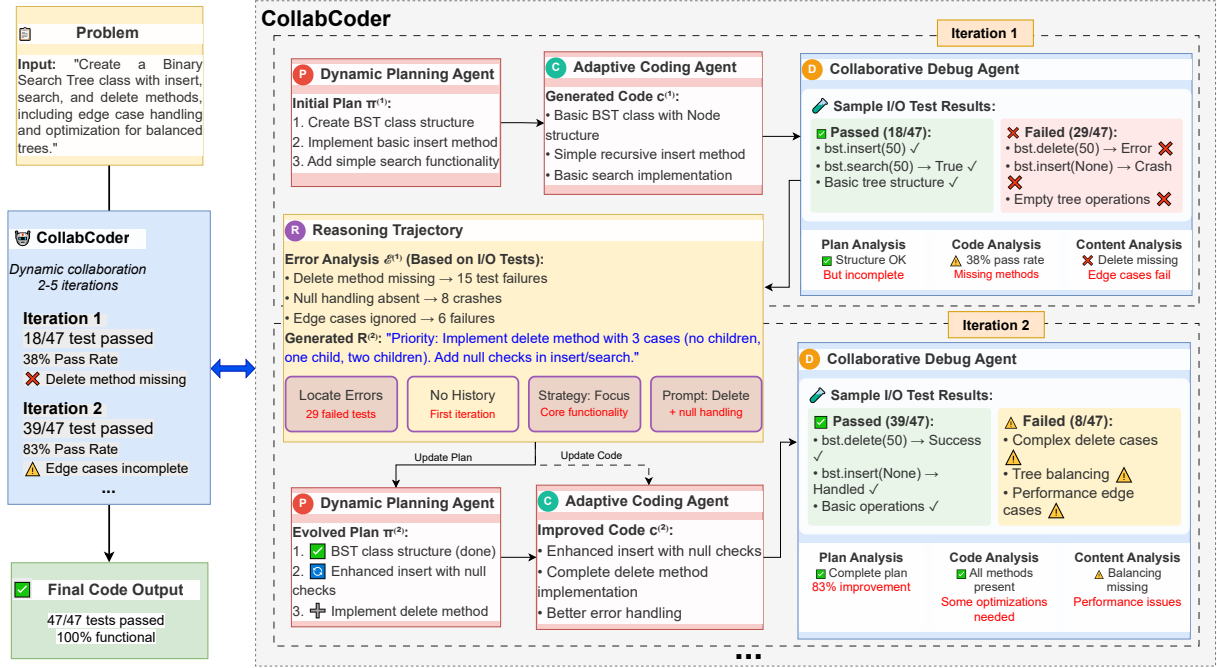 Problem
Input: "Create a Binary
Search Tree class with insert,
search, and delete methods,
including edge case handling
and optimization for balanced
trees."
CollabCoder
Dynamic collaboration
2-5 iterations
Iteration 1
18/47 test passed
38% Pass Rate
❌ Delete method missing
Iteration 2
39/47 test passed
83% Pass Rate
⚠ Edge cases incomplete
...
✅ Final Code Output
47/47 tests passed
100% functional
CollabCoder
Iteration 1
P Dynamic Planning Agent
Initial Plan π⁽¹⁾:
1. Create BST class structure
2. Implement basic insert method
3. Add simple search functionality
C Adaptive Coding Agent
Generated Code c⁽¹⁾:
• Basic BST class with Node
structure
• Simple recursive insert method
• Basic search implementation
D Collaborative Debug Agent
Sample I/O Test Results:
✅ Passed (18/47):
• bst.insert(50) ✓
• bst.search(50) → True ✓
• Basic tree structure ✓
❌ Failed (29/47):
• bst.delete(50) → Error ❌
• bst.insert(None) → Crash
❌
• Empty tree operations ❌
Plan Analysis
✅ Structure OK
But incomplete
Code Analysis
⚠ 38% pass rate
Missing methods
Content Analysis
❌ Delete missing
Edge cases fail
R Reasoning Trajectory
Error Analysis ℰ⁽¹⁾ (Based on I/O Tests):
• Delete method missing → 15 test failures
• Null handling absent → 8 crashes
• Edge cases ignored → 6 failures
Generated R⁽²⁾: "Priority: Implement delete method with 3 cases (no children,
one child, two children). Add null checks in insert/search."
Locate Errors
29 failed tests
No History
First iteration
Strategy: Focus
Core functionality
Prompt: Delete
+ null handling
Update Plan
Update Code
Iteration 2
P Dynamic Planning Agent
Evolved Plan π⁽²⁾:
1. ✅ BST class structure (done)
2. 🔄 Enhanced insert with null
checks
3. ➕ Implement delete method
C Adaptive Coding Agent
Improved Code c⁽²⁾:
• Enhanced insert with null checks
• Complete delete method
implementation
• Better error handling
D Collaborative Debug Agent
Sample I/O Test Results:
✅ Passed (39/47):
• bst.delete(50) → Success
✓
• bst.insert(None) →
Handled ✓
• Basic operations ✓
⚠ Failed (8/47):
• Complex delete cases
⚠
• Tree balancing ⚠
• Performance edge
cases ⚠
Plan Analysis
✅ Complete plan
83% improvement
Code Analysis
✅ All methods
present
Some optimizations
needed
Content Analysis
⚠ Balancing
missing
Performance issues
...